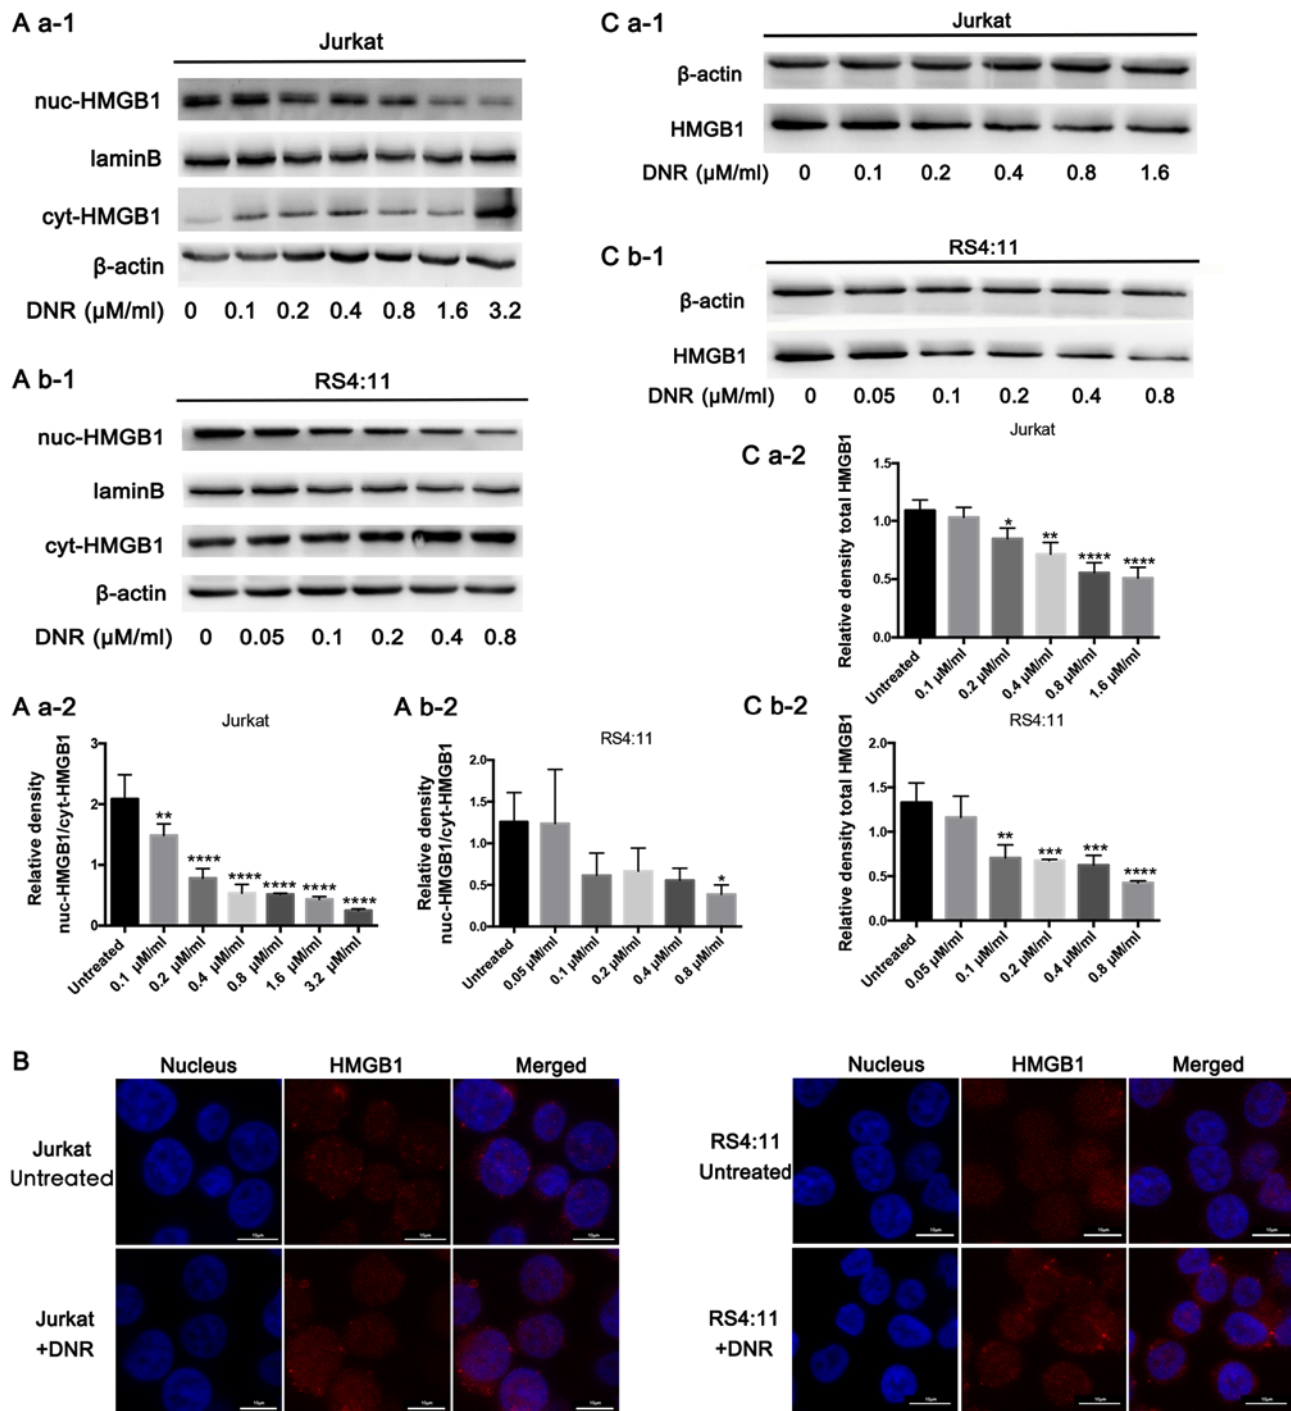 A a-1
Jurkat
nuc-HMGB1
laminB
cyt-HMGB1
β-actin
DNR (μM/ml) 0 0.1 0.2 0.4 0.8 1.6 3.2
A b-1
RS4:11
nuc-HMGB1
laminB
cyt-HMGB1
β-actin
DNR (μM/ml) 0 0.05 0.1 0.2 0.4 0.8
C a-1
Jurkat
β-actin
HMGB1
DNR (μM/ml) 0 0.1 0.2 0.4 0.8 1.6
C b-1
RS4:11
β-actin
HMGB1
DNR (μM/ml) 0 0.05 0.1 0.2 0.4 0.8
C a-2
Jurkat
Relative density total HMGB1
1.5
1.0
0.5
0.0
* ** **** ****
Untreated 0.1 μM/ml 0.2 μM/ml 0.4 μM/ml 0.8 μM/ml 1.6 μM/ml
A a-2
Jurkat
Relative density
nuc-HMGB1/cyt-HMGB1
3
2
1
0
** **** **** **** **** ****
Untreated 0.1 μM/ml 0.2 μM/ml 0.4 μM/ml 0.8 μM/ml 1.6 μM/ml 3.2 μM/ml
A b-2
RS4:11
Relative density
nuc-HMGB1/cyt-HMGB1
2.0
1.5
1.0
0.5
0.0
*
Untreated 0.05 μM/ml 0.1 μM/ml 0.2 μM/ml 0.4 μM/ml 0.8 μM/ml
C b-2
RS4:11
Relative density total HMGB1
2.0
1.5
1.0
0.5
0.0
** *** *** ****
Untreated 0.05 μM/ml 0.1 μM/ml 0.2 μM/ml 0.4 μM/ml 0.8 μM/ml
B
Nucleus HMGB1 Merged
Jurkat
Untreated
10μm 10μm 10μm
Jurkat
+DNR
10μm 10μm 10μm
Nucleus HMGB1 Merged
RS4:11
Untreated
10μm 10μm 10μm
RS4:11
+DNR
10μm 10μm 10μm